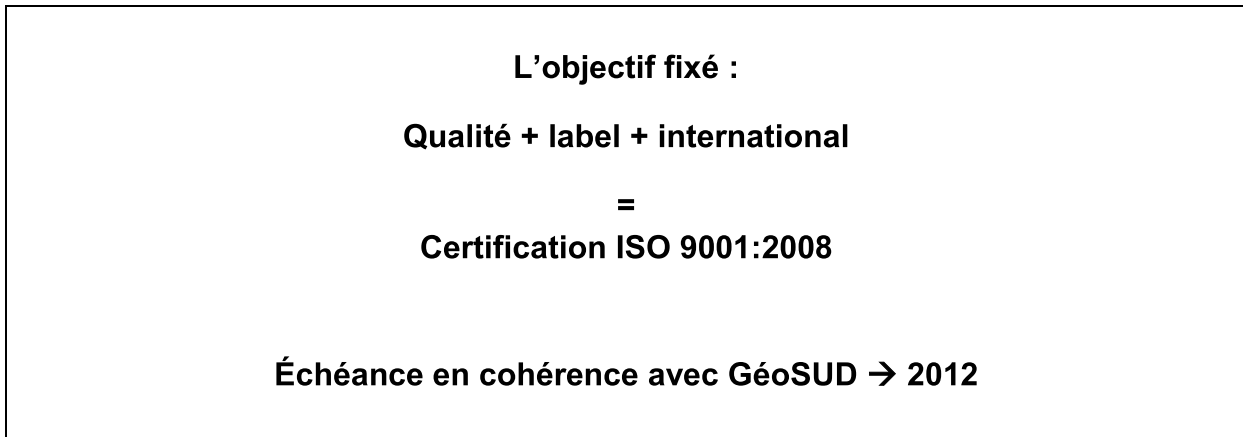 L’objectif fixé :
Qualité + label + international
=
Certification ISO 9001:2008
Échéance en cohérence avec GéoSUD → 2012